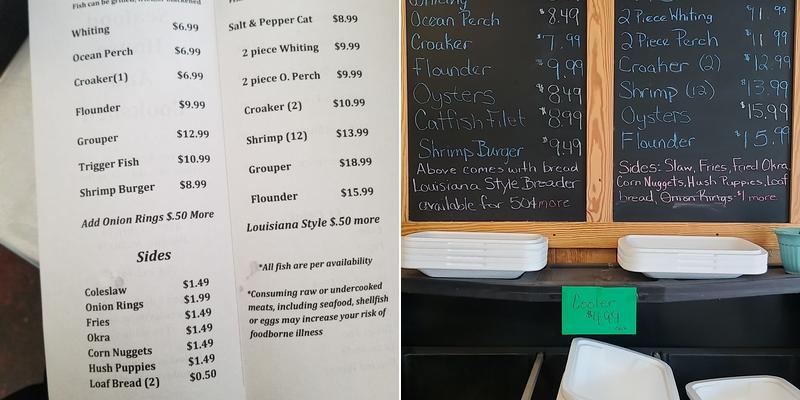 Fish can be grilled,
Whiting $6.99
Ocean Perch $6.99
Croaker(1) $6.99
Flounder $9.99
Grouper $12.99
Trigger Fish $10.99
Shrimp Burger $8.99
Add Onion Rings $.50 More
Sides
Coleslaw $1.49
Onion Rings $1.99
Fries $1.49
Okra $1.49
Corn Nuggets $1.49
Hush Puppies $1.49
Loaf Bread (2) $0.50
Salt & Pepper Cat $8.99
2 piece Whiting $9.99
2 piece O. Perch $9.99
Croaker (2) $10.99
Shrimp (12) $13.99
Grouper $18.99
Flounder $15.99
Louisiana Style $.50 more
*All fish are per availability
*Consuming raw or undercooked
meats, including seafood, shellfish
or eggs may increase your risk of
foodborne illness
Whiting
Ocean Perch $8.49
Croaker $7.99
Flounder $9.99
Oysters $8.49
Catfish Filet $8.99
Shrimp Burger $9.49
Above comes with bread
Louisiana Style Breader
available for 50¢ more
2 Piece Whiting $11.99
2 Piece Perch $11.99
Croaker (2) $12.99
Shrimp (12) $13.99
Oysters $15.99
Flounder $15.99
Sides: Slaw, Fries, Fried Okra
Corn Nuggets, Hush Puppies, Loaf
bread, Onion Rings-$1 more
Cooler
$4.99
each